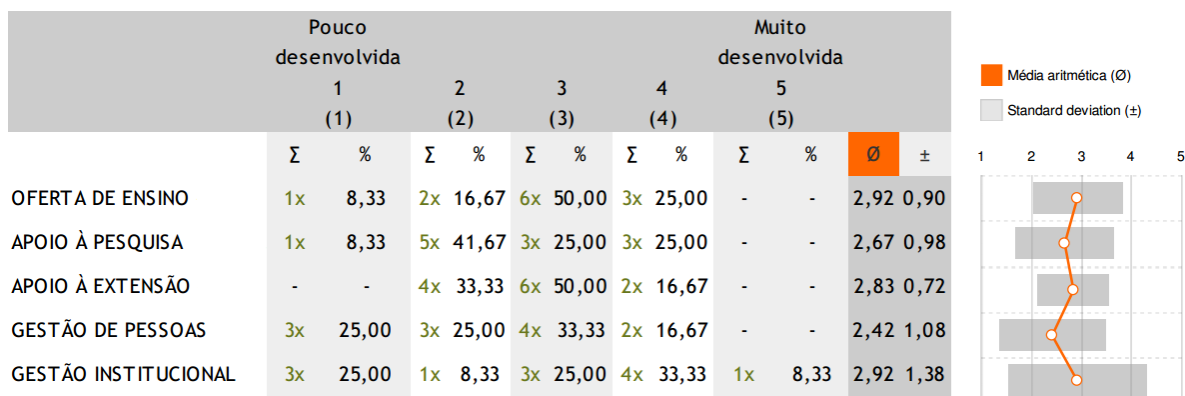 Pouco desenvolvida Muito desenvolvida
1 2 3 4 5
(1) (2) (3) (4) (5)
Σ % Σ % Σ % Σ % Σ % Ø ±
OFERTA DE ENSINO 1x 8,33 2x 16,67 6x 50,00 3x 25,00 - - 2,92 0,90
APOIO À PESQUISA 1x 8,33 5x 41,67 3x 25,00 3x 25,00 - - 2,67 0,98
APOIO À EXTENSÃO - - 4x 33,33 6x 50,00 2x 16,67 - - 2,83 0,72
GESTÃO DE PESSOAS 3x 25,00 3x 25,00 4x 33,33 2x 16,67 - - 2,42 1,08
GESTÃO INSTITUCIONAL 3x 25,00 1x 8,33 3x 25,00 4x 33,33 1x 8,33 2,92 1,38
Média aritmética (Ø)
Standard deviation (±)
1 2 3 4 5